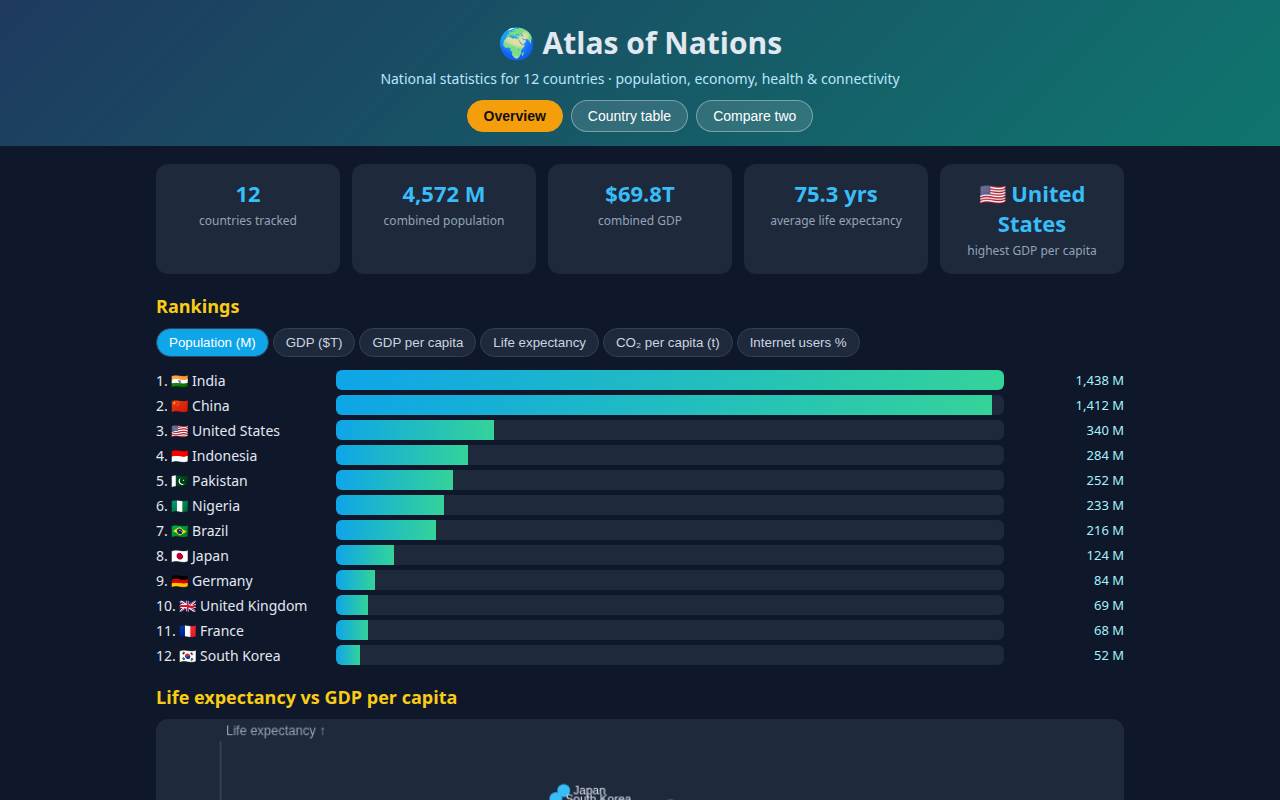 🌍 Atlas of Nations
National statistics for 12 countries · population, economy, health & connectivity
Overview
Country table
Compare two
12
countries tracked
4,572 M
combined population
$69.8T
combined GDP
75.3 yrs
average life expectancy
🇺🇸 United
States
highest GDP per capita
Rankings
Population (M)
GDP ($T)
GDP per capita
Life expectancy
CO₂ per capita (t)
Internet users %
1. 🇮🇳 India 1,438 M
2. 🇨🇳 China 1,412 M
3. 🇺🇸 United States 340 M
4. 🇮🇩 Indonesia 284 M
5. 🇵🇰 Pakistan 252 M
6. 🇳🇬 Nigeria 233 M
7. 🇧🇷 Brazil 216 M
8. 🇯🇵 Japan 124 M
9. 🇩🇪 Germany 84 M
10. 🇬🇧 United Kingdom 69 M
11. 🇫🇷 France 68 M
12. 🇰🇷 South Korea 52 M
Life expectancy vs GDP per capita
Life expectancy ↑
Japan
South Korea